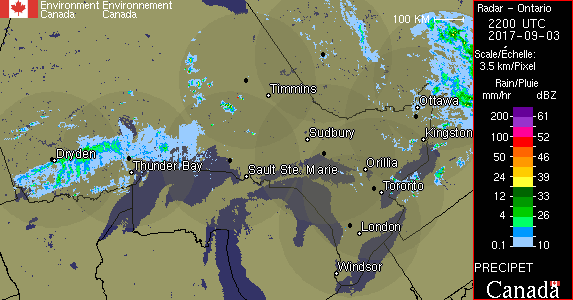 Environment Environnement
Canada Canada
100 KM
Timmins
Ottawa
Sudbury
Kingston
Dryden
Thunder Bay
Sault Ste. Marie
Orillia
Toronto
London
Windsor
Radar - Ontario
2200 UTC
2017-09-03
Scale/Échelle:
3.5 km/Pixel
Rain/Pluie
mm/hr dBZ
200 61
100 52
50 46
24 39
12 33
4 26
0.1 10
PRECIPET
Canada